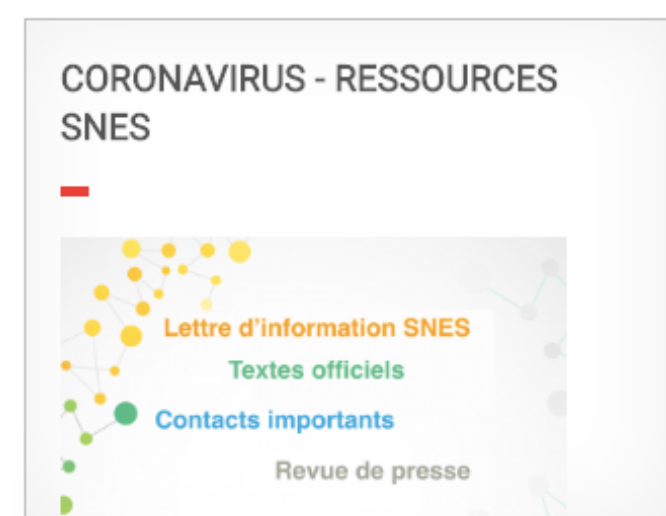 CORONAVIRUS - RESSOURCES
SNES
Lettre d'information SNES
Textes officiels
Contacts importants
Revue de presse